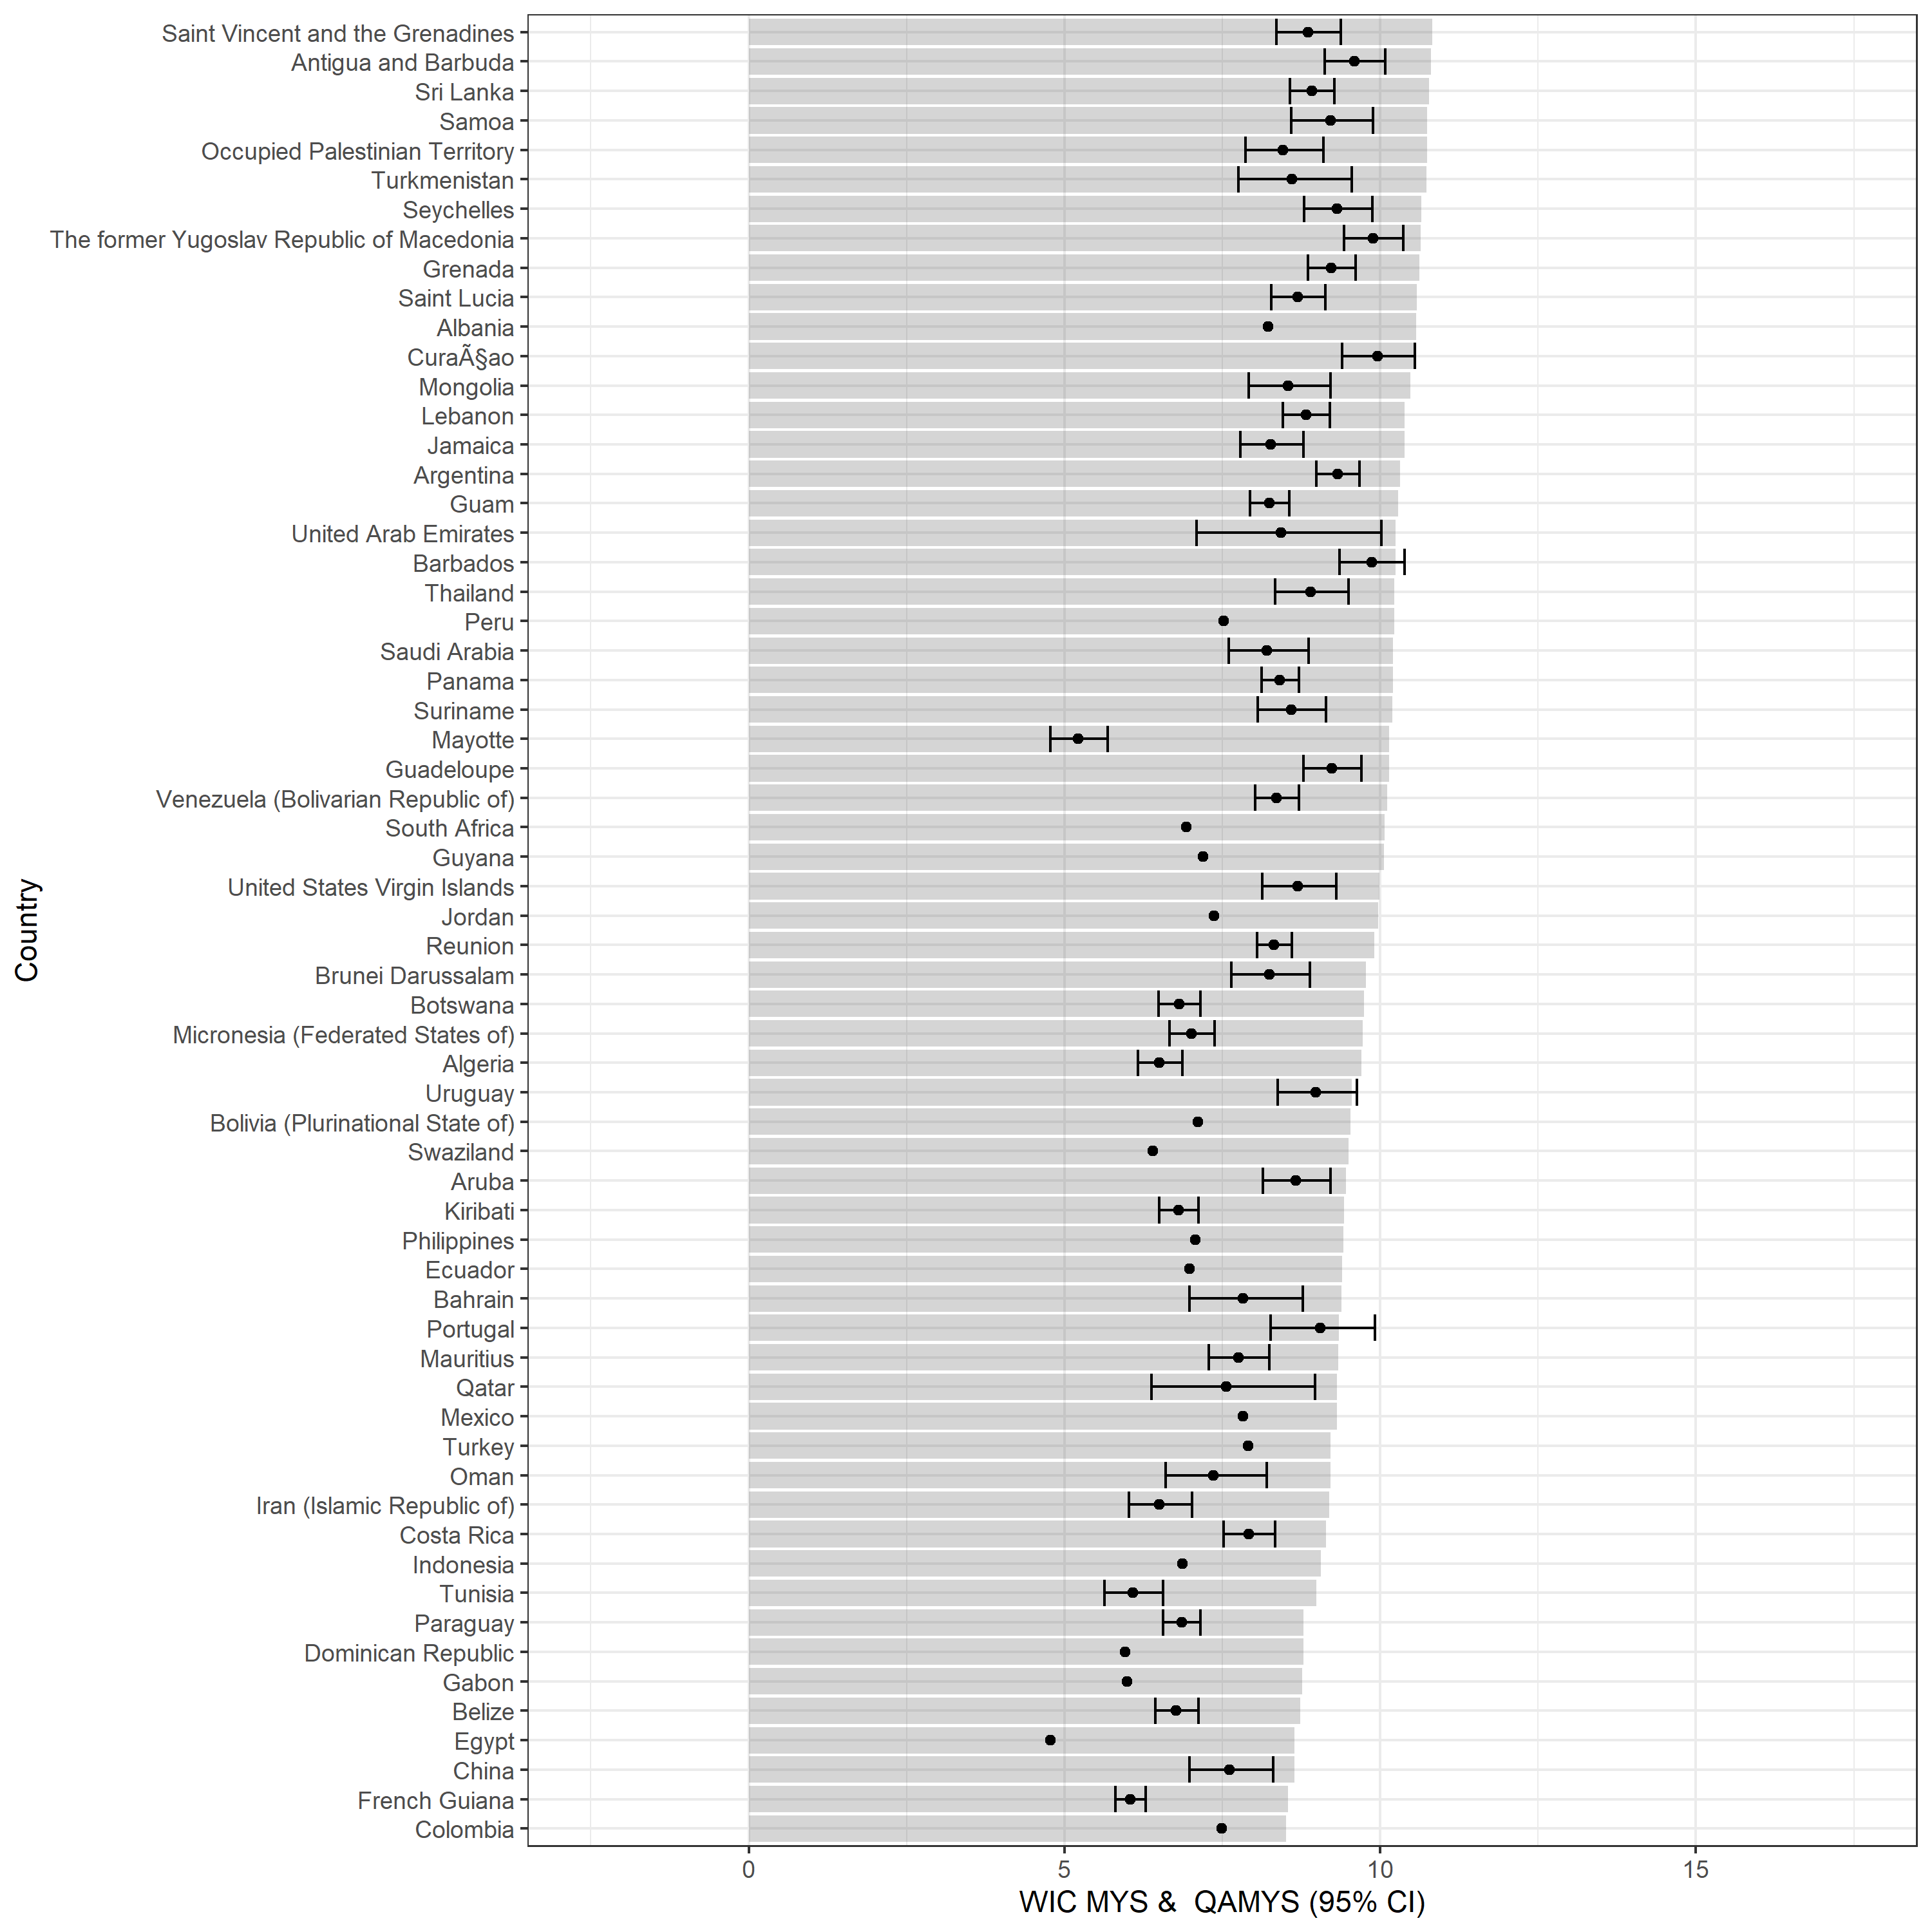 Saint Vincent and the Grenadines
Antigua and Barbuda
Sri Lanka
Samoa
Occupied Palestinian Territory
Turkmenistan
Seychelles
The former Yugoslav Republic of Macedonia
Grenada
Saint Lucia
Albania
CuraÃ§ao
Mongolia
Lebanon
Jamaica
Argentina
Guam
United Arab Emirates
Barbados
Thailand
Peru
Saudi Arabia
Panama
Suriname
Mayotte
Guadeloupe
Venezuela (Bolivarian Republic of)
South Africa
Guyana
United States Virgin Islands
Jordan
Reunion
Brunei Darussalam
Botswana
Micronesia (Federated States of)
Algeria
Uruguay
Bolivia (Plurinational State of)
Swaziland
Aruba
Kiribati
Philippines
Ecuador
Bahrain
Portugal
Mauritius
Qatar
Mexico
Turkey
Oman
Iran (Islamic Republic of)
Costa Rica
Indonesia
Tunisia
Paraguay
Dominican Republic
Gabon
Belize
Egypt
China
French Guiana
Colombia
Country
0 5 10 15
WIC MYS &  QAMYS (95% CI)